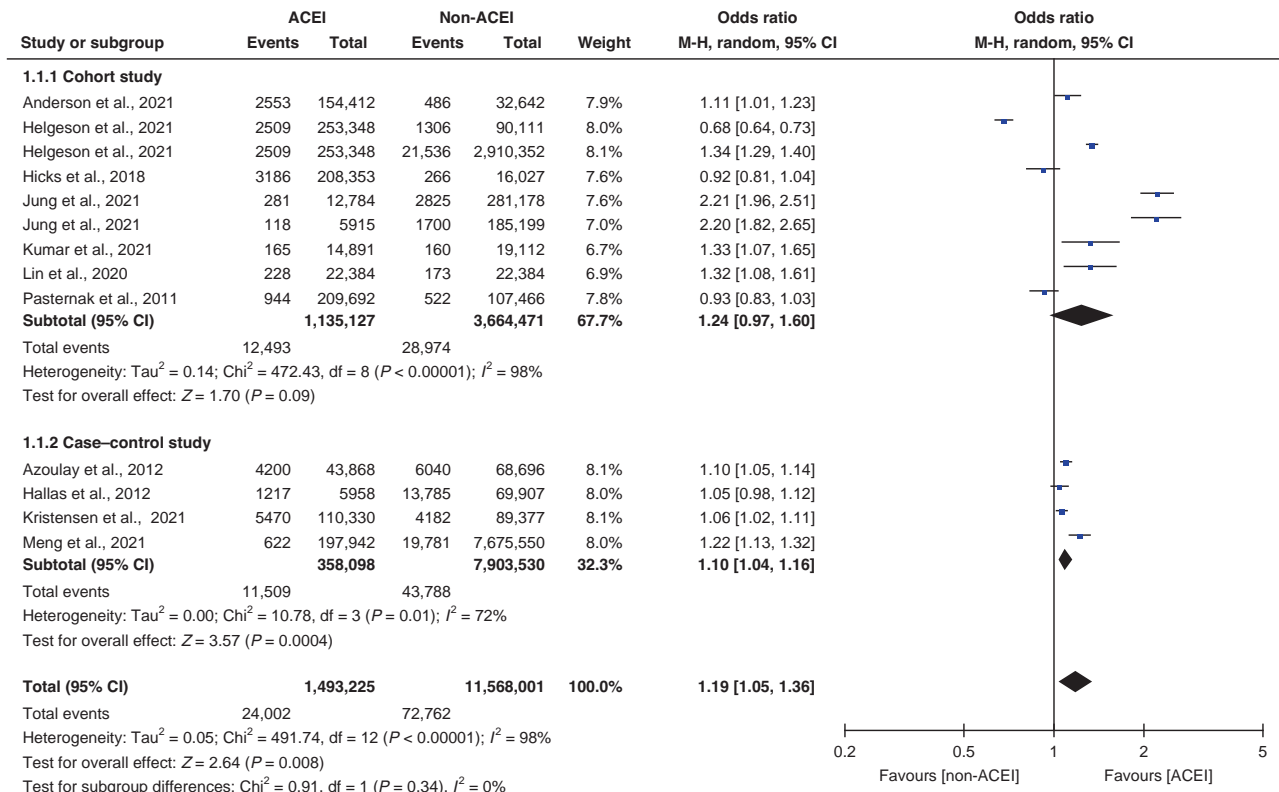 ACEI Non-ACEI Odds ratio Odds ratio
Study or subgroup Events Total Events Total Weight M-H, random, 95% CI M-H, random, 95% CI
1.1.1 Cohort study
Anderson et al., 2021 2553 154,412 486 32,642 7.9% 1.11 [1.01, 1.23]
Helgeson et al., 2021 2509 253,348 1306 90,111 8.0% 0.68 [0.64, 0.73]
Helgeson et al., 2021 2509 253,348 21,536 2,910,352 8.1% 1.34 [1.29, 1.40]
Hicks et al., 2018 3186 208,353 266 16,027 7.6% 0.92 [0.81, 1.04]
Jung et al., 2021 281 12,784 2825 281,178 7.6% 2.21 [1.96, 2.51]
Jung et al., 2021 118 5915 1700 185,199 7.0% 2.20 [1.82, 2.65]
Kumar et al., 2021 165 14,891 160 19,112 6.7% 1.33 [1.07, 1.65]
Lin et al., 2020 228 22,384 173 22,384 6.9% 1.32 [1.08, 1.61]
Pasternak et al., 2011 944 209,692 522 107,466 7.8% 0.93 [0.83, 1.03]
Subtotal (95% CI) 1,135,127 3,664,471 67.7% 1.24 [0.97, 1.60]
Total events 12,493 28,974
Heterogeneity: Tau² = 0.14; Chi² = 472.43, df = 8 (P < 0.00001); I² = 98%
Test for overall effect: Z = 1.70 (P = 0.09)
1.1.2 Case–control study
Azoulay et al., 2012 4200 43,868 6040 68,696 8.1% 1.10 [1.05, 1.14]
Hallas et al., 2012 1217 5958 13,785 69,907 8.0% 1.05 [0.98, 1.12]
Kristensen et al., 2021 5470 110,330 4182 89,377 8.1% 1.06 [1.02, 1.11]
Meng et al., 2021 622 197,942 19,781 7,675,550 8.0% 1.22 [1.13, 1.32]
Subtotal (95% CI) 358,098 7,903,530 32.3% 1.10 [1.04, 1.16]
Total events 11,509 43,788
Heterogeneity: Tau² = 0.00; Chi² = 10.78, df = 3 (P = 0.01); I² = 72%
Test for overall effect: Z = 3.57 (P = 0.0004)
Total (95% CI) 1,493,225 11,568,001 100.0% 1.19 [1.05, 1.36]
Total events 24,002 72,762
Heterogeneity: Tau² = 0.05; Chi² = 491.74, df = 12 (P < 0.00001); I² = 98%
Test for overall effect: Z = 2.64 (P = 0.008)
Test for subgroup differences: Chi² = 0.91, df = 1 (P = 0.34), I² = 0%
0.2 0.5 1 2 5
Favours [non-ACEI] Favours [ACEI]